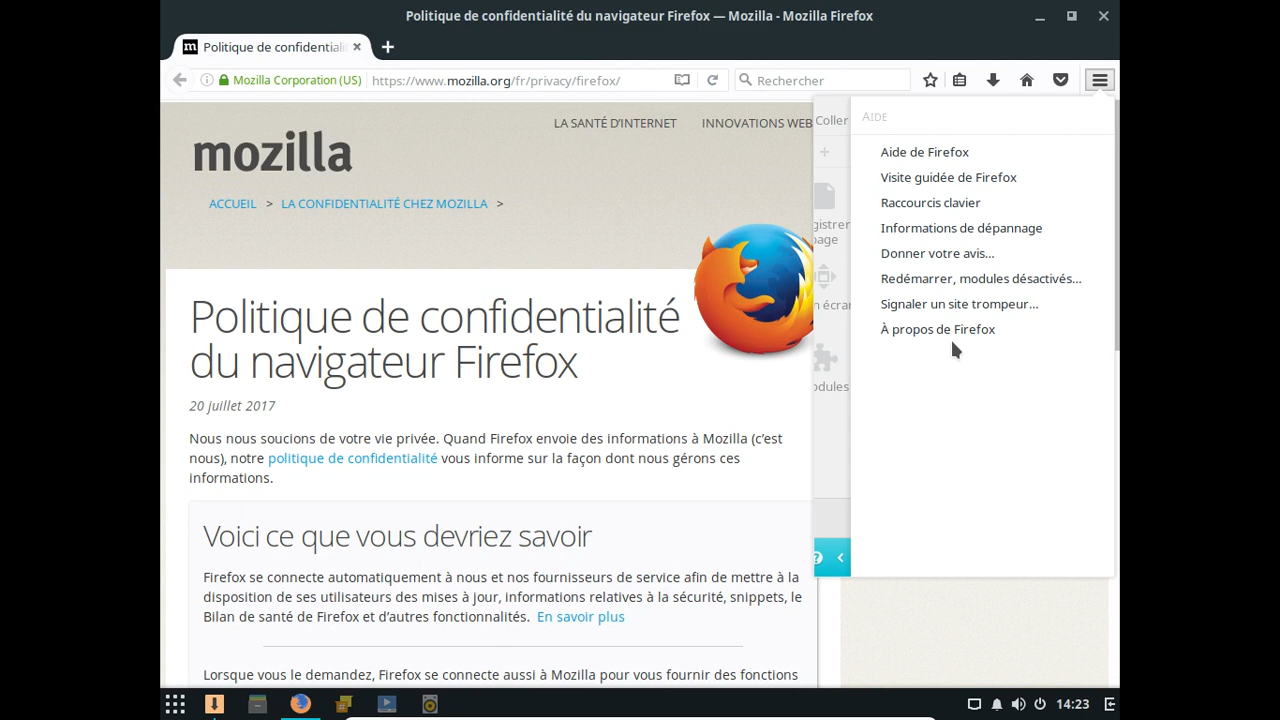 Politique de confidentialité du navigateur Firefox — Mozilla - Mozilla Firefox
m Politique de confidentiali
Mozilla Corporation (US) https://www.mozilla.org/fr/privacy/firefox/ Rechercher
mozilla
LA SANTÉ D'INTERNET INNOVATIONS WEB
ACCUEIL > LA CONFIDENTIALITÉ CHEZ MOZILLA >
Politique de confidentialité
du navigateur Firefox
20 juillet 2017
Nous nous soucions de votre vie privée. Quand Firefox envoie des informations à Mozilla (c'est
nous), notre politique de confidentialité vous informe sur la façon dont nous gérons ces
informations.
Voici ce que vous devriez savoir
Firefox se connecte automatiquement à nous et nos fournisseurs de service afin de mettre à la
disposition de ses utilisateurs des mises à jour, informations relatives à la sécurité, snippets, le
Bilan de santé de Firefox et d'autres fonctionnalités. En savoir plus
Lorsque vous le demandez, Firefox se connecte aussi à Mozilla pour vous fournir des fonctions
Coller
gistrer
page
n écra
odules
?
AIDE
Aide de Firefox
Visite guidée de Firefox
Raccourcis clavier
Informations de dépannage
Donner votre avis...
Redémarrer, modules désactivés...
Signaler un site trompeur...
À propos de Firefox
14:23